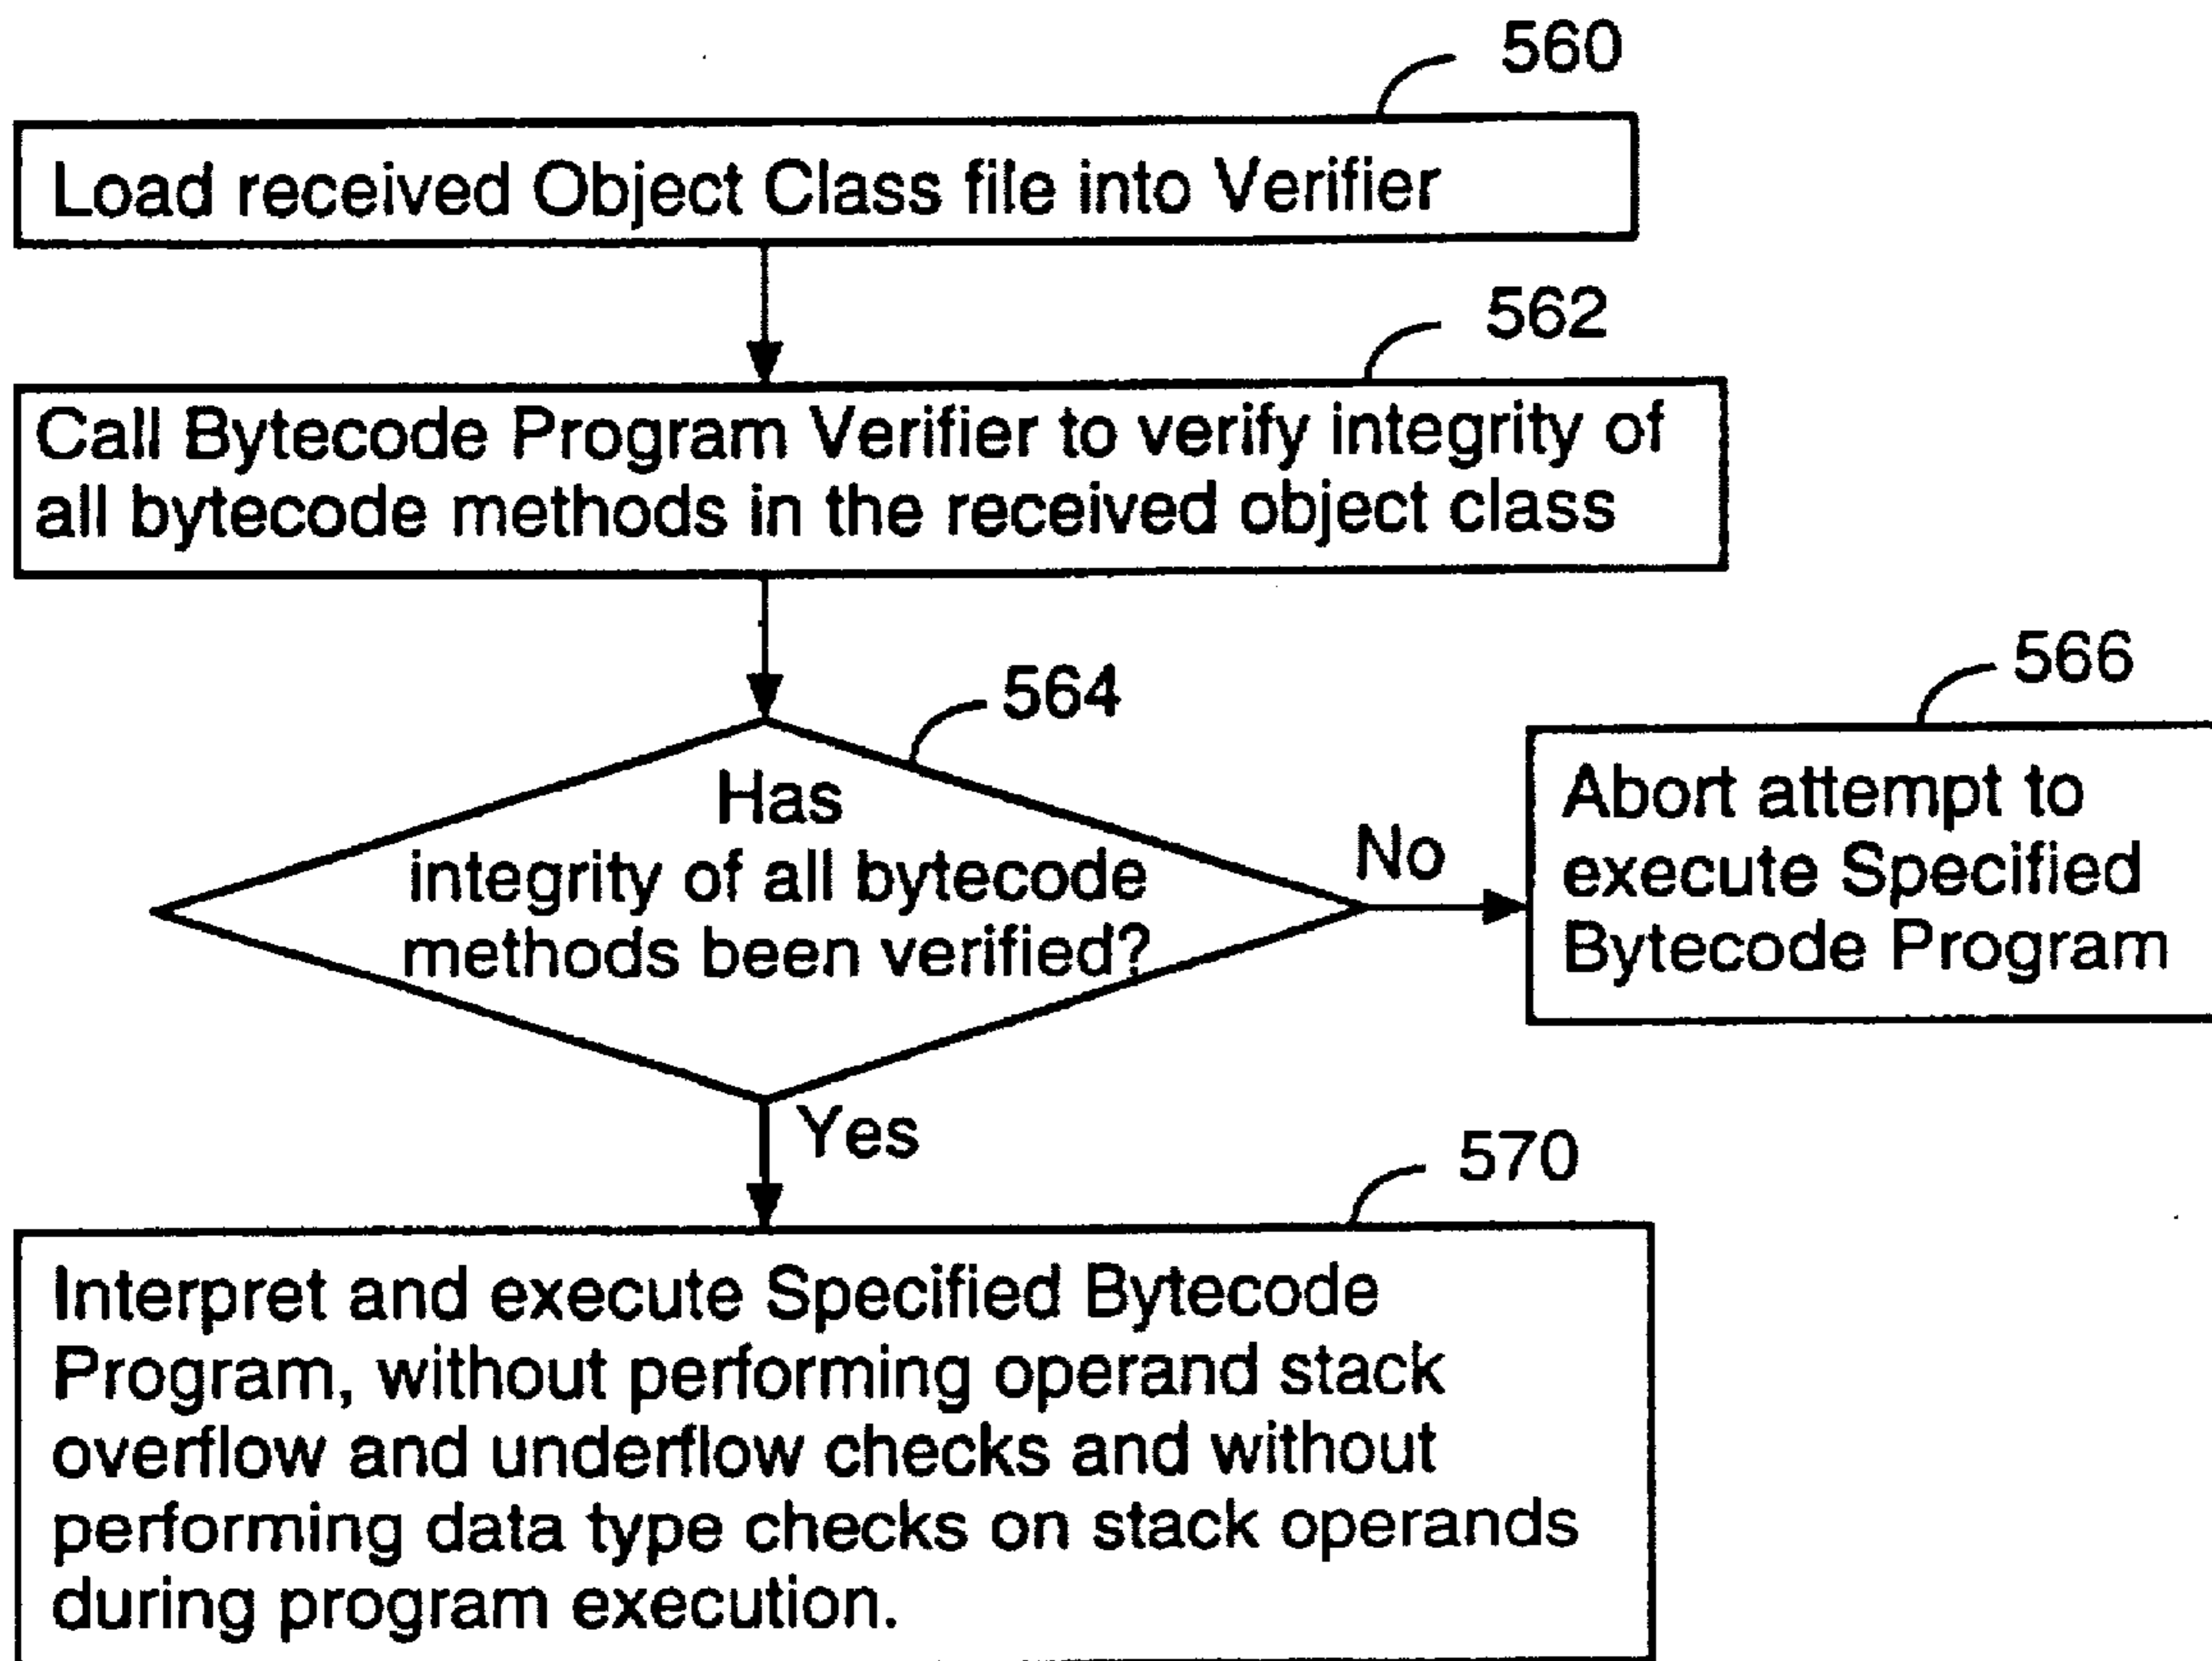 560
Load received Object Class file into Verifier
562
Call Bytecode Program Verifier to verify integrity of
all bytecode methods in the received object class
564
566
Has
integrity of all bytecode
methods been verified?
No
Abort attempt to
execute Specified
Bytecode Program
Yes
570
Interpret and execute Specified Bytecode
Program, without performing operand stack
overflow and underflow checks and without
performing data type checks on stack operands
during program execution.